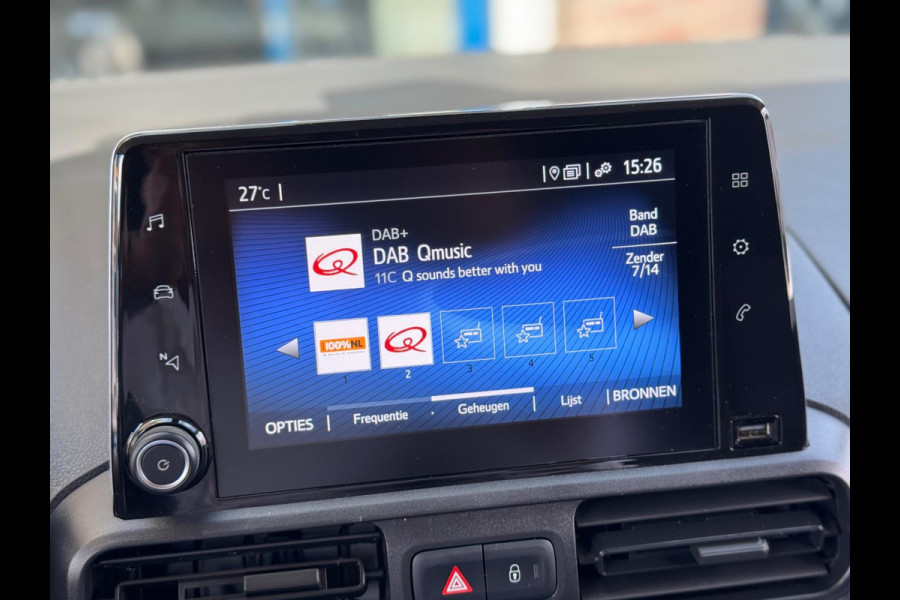 27°C
15:26
DAB+
DAB Qmusic
11C Q sounds better with you
Band
DAB
Zender
7/14
100%NL
1
2
3
4
5
OPTIES
Frequentie
Geheugen
Lijst
BRONNEN
N